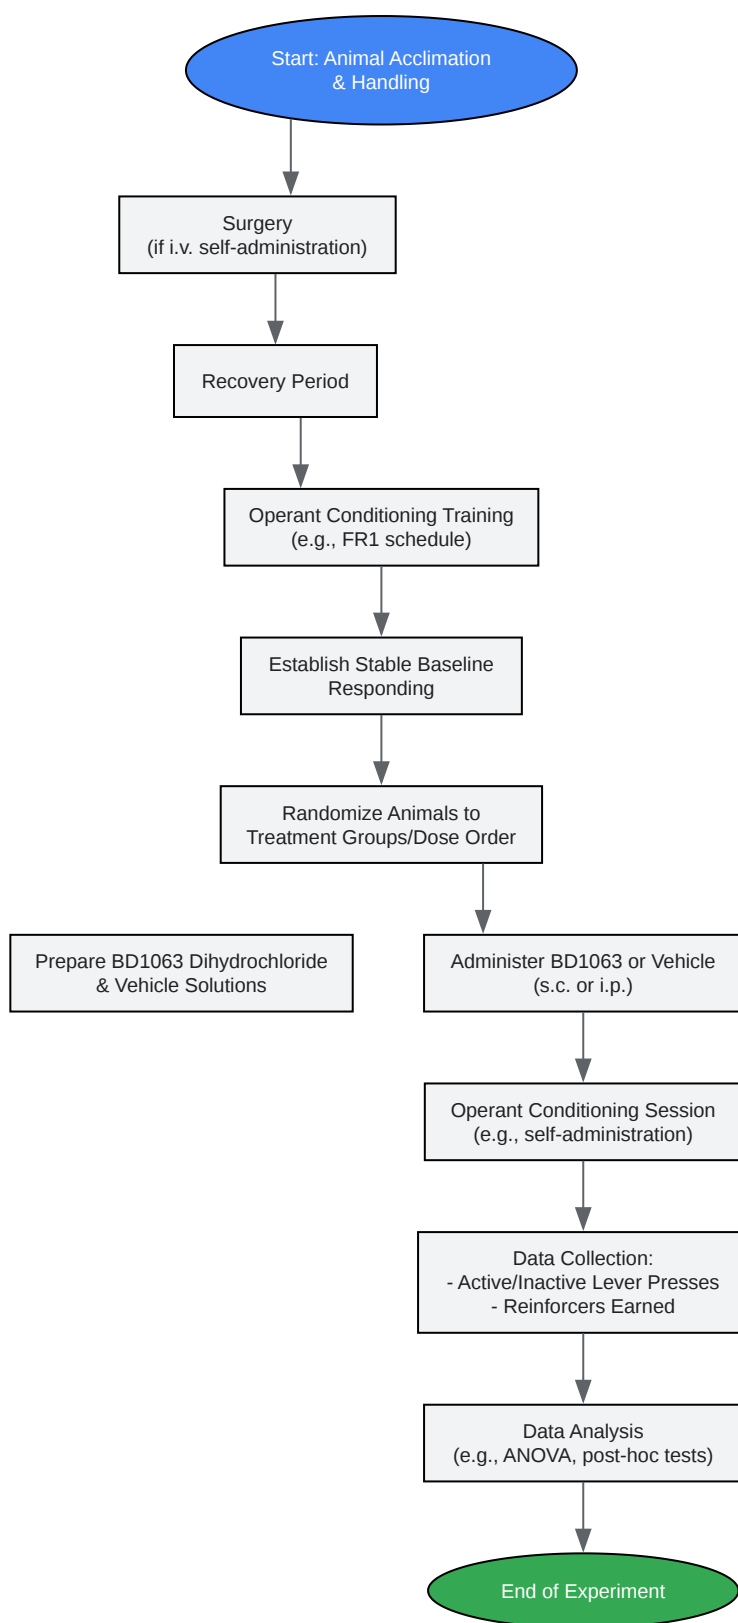 Start: Animal Acclimation
& Handling
Surgery
(if i.v. self-administration)
Recovery Period
Operant Conditioning Training
(e.g., FR1 schedule)
Establish Stable Baseline
Responding
Randomize Animals to
Treatment Groups/Dose Order
Prepare BD1063 Dihydrochloride
& Vehicle Solutions
Administer BD1063 or Vehicle
(s.c. or i.p.)
Operant Conditioning Session
(e.g., self-administration)
Data Collection:
- Active/Inactive Lever Presses
- Reinforcers Earned
Data Analysis
(e.g., ANOVA, post-hoc tests)
End of Experiment